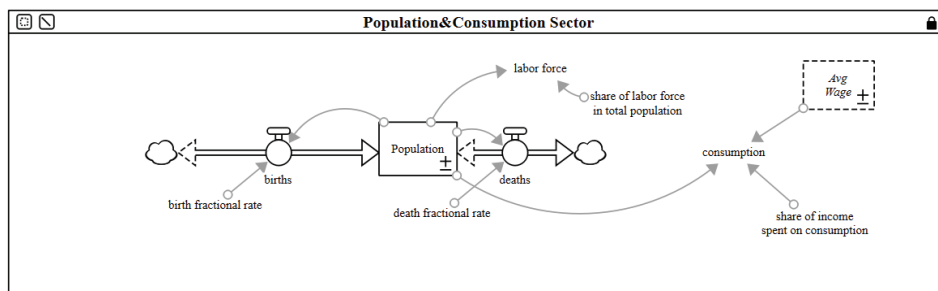 Population&Consumption Sector
labor force
Avg
Wage
share of labor force
in total population
Population
consumption
births
deaths
birth fractional rate
death fractional rate
share of income
spent on consumption